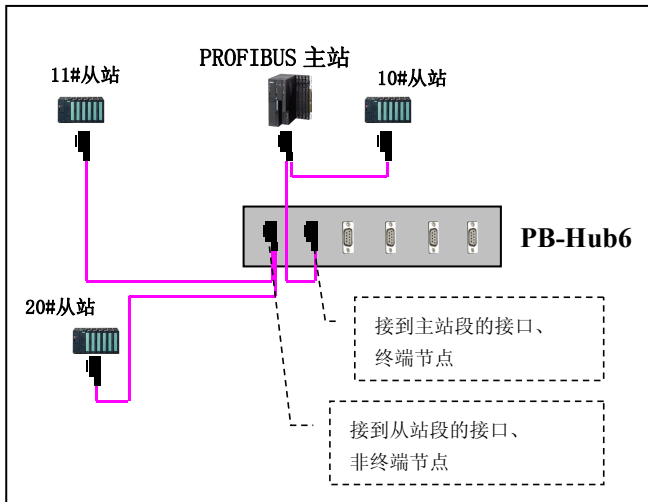 PROFIBUS 主站
11#从站
10#从站
PB-Hub6
20#从站
接到主站段的接口、
终端节点
接到从站段的接口、
非终端节点